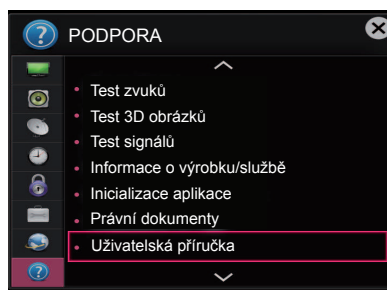 PODPORA
Test zvuků
Test 3D obrázků
Test signálů
Informace o výrobku/službě
Inicializace aplikace
Právní dokumenty
Uživatelská příručka